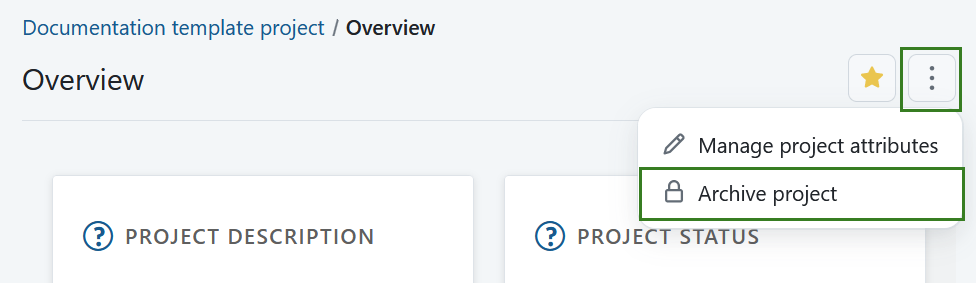 Documentation template project / Overview
Overview
Manage project attributes
Archive project
PROJECT DESCRIPTION
PROJECT STATUS